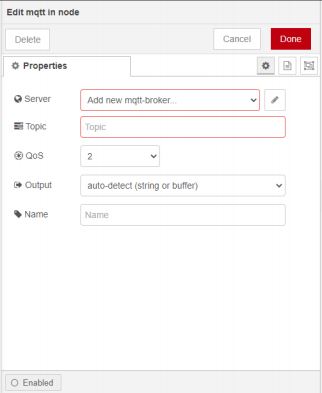 Edit mqtt in node
Delete
Cancel
Done
Properties
Server
Add new mqtt-broker...
Topic
Topic
QoS
2
Output
auto-detect (string or buffer)
Name
Name
Enabled